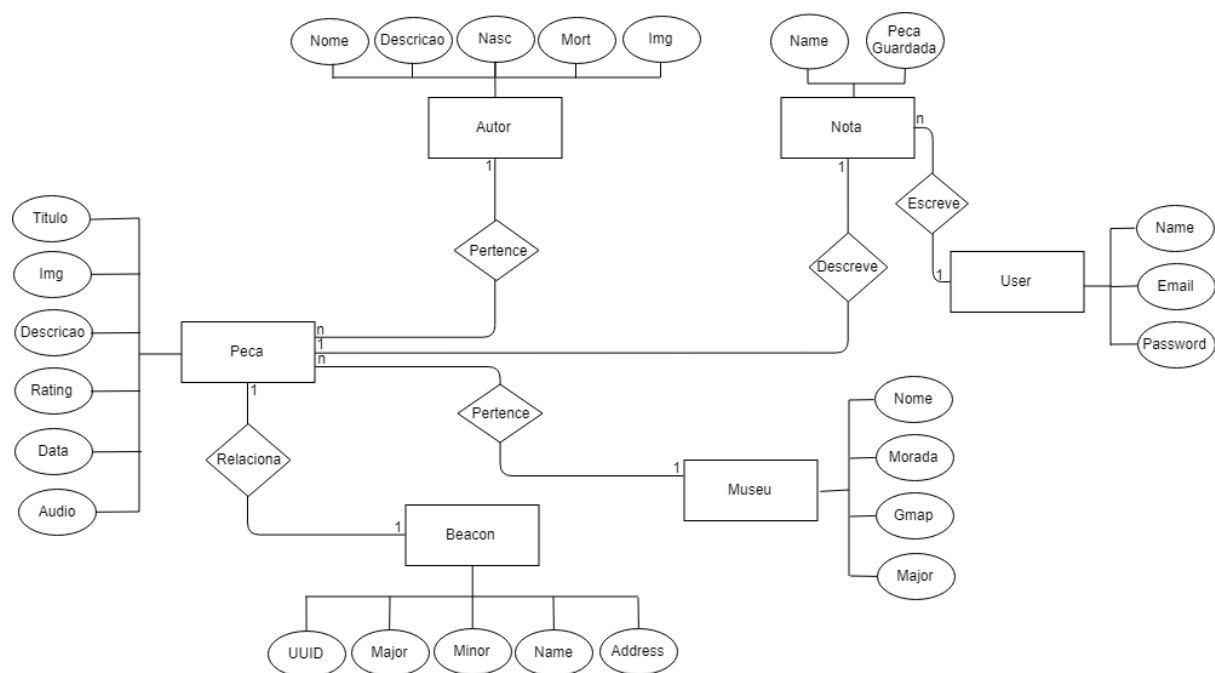 Nome
Descricao
Nasc
Mort
Img
Name
Peca
Guardada
Autor
Nota
n
1
1
Escreve
Titulo
Name
Pertence
Descreve
1
User
Img
Email
Descricao
n
1
Peca
n
Password
Rating
1
Pertence
Nome
Data
Relaciona
Morada
1
Museu
Audio
1
Beacon
Gmap
Major
UUID
Major
Minor
Name
Address